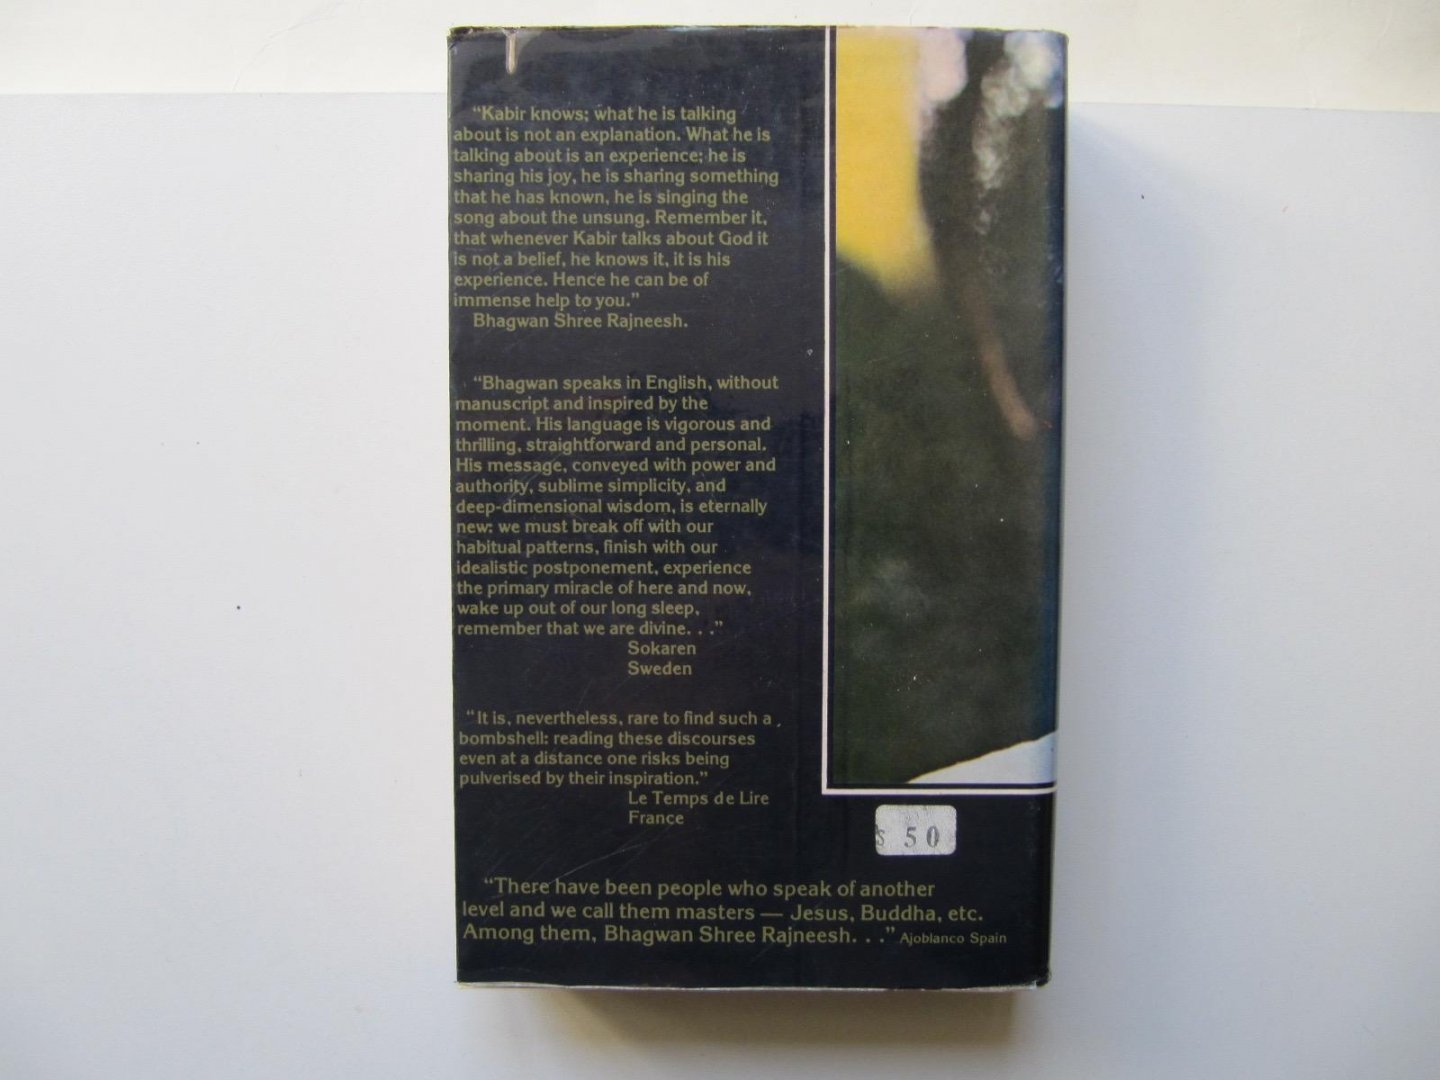 “Kabir knows; what he is talking
about is not an explanation. What he is
talking about is an experience; he is
sharing his joy, he is sharing something
that he has known, he is singing the
song about the unsung. Remember it,
that whenever Kabir talks about God it
is not a belief, he knows it, it is his
experience. Hence he can be of
immense help to you.”
Bhagwan Shree Rajneesh.
“Bhagwan speaks in English, without
manuscript and inspired by the
moment. His language is vigorous and
thrilling, straightforward and personal.
His message, conveyed with power and
authority, sublime simplicity, and
deep-dimensional wisdom, is eternally
new: we must break off with our
habitual patterns, finish with our
idealistic postponement, experience
the primary miracle of here and now,
wake up out of our long sleep,
remember that we are divine. . .”
Sokaren
Sweden
“It is, nevertheless, rare to find such a
bombshell: reading these discourses
even at a distance one risks being
pulverised by their inspiration.”
Le Temps de Lire
France
$ 50
“There have been people who speak of another
level and we call them masters — Jesus, Buddha, etc.
Among them, Bhagwan Shree Rajneesh. . .” Ajoblanco Spain